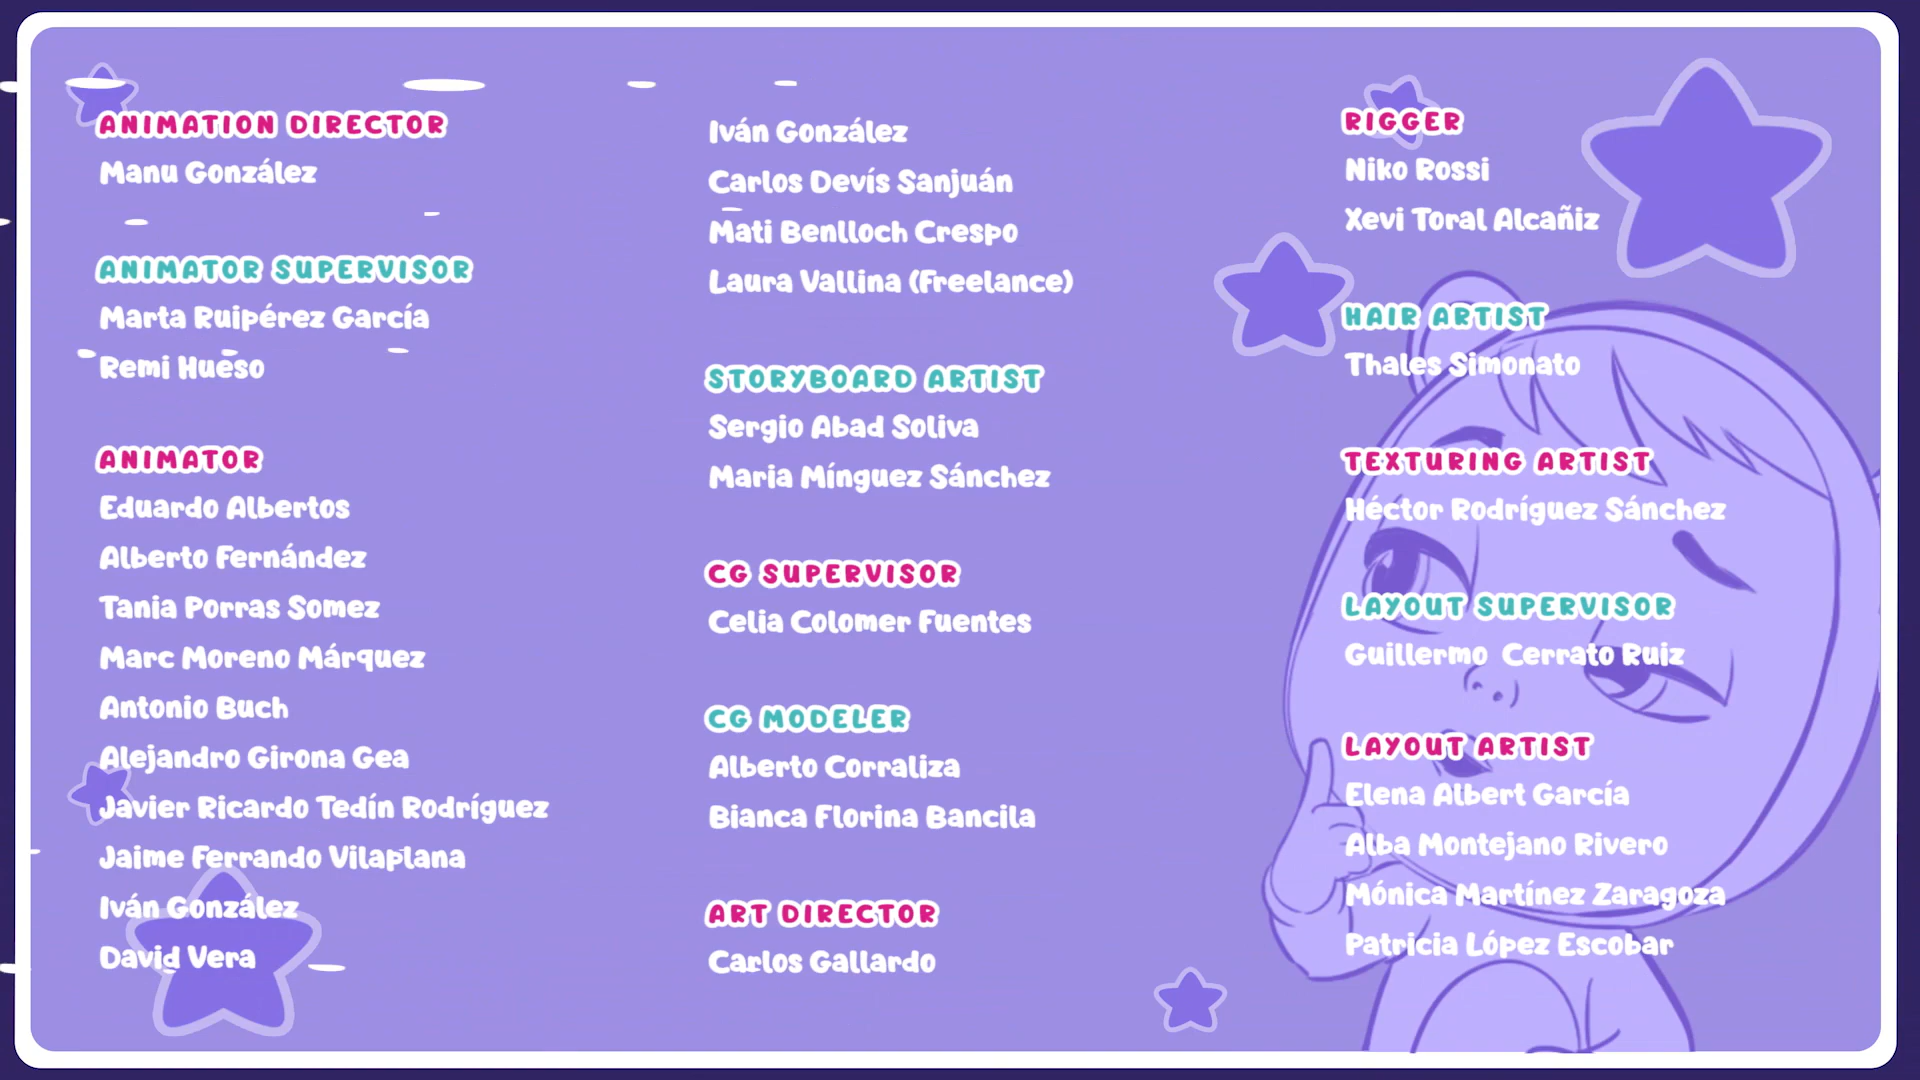 ANIMATION DIRECTOR
Manu González
ANIMATOR SUPERVISOR
Marta Ruipérez García
Remi Hueso
ANIMATOR
Eduardo Albertos
Alberto Fernández
Tania Porras Somez
Marc Moreno Márquez
Antonio Buch
Alejandro Girona Gea
Javier Ricardo Tedín Rodríguez
Jaime Ferrando Vilaplana
Iván González
David Vera
Iván González
Carlos Devís Sanjuán
Mati Benlloch Crespo
Laura Vallina (Freelance)
STORYBOARD ARTIST
Sergio Abad Soliva
Maria Mínguez Sánchez
CG SUPERVISOR
Celia Colomer Fuentes
CG MODELER
Alberto Corraliza
Bianca Florina Bancila
ART DIRECTOR
Carlos Gallardo
RIGGER
Niko Rossi
Xevi Toral Alcañiz
HAIR ARTIST
Thales Simonato
TEXTURING ARTIST
Héctor Rodríguez Sánchez
LAYOUT SUPERVISOR
Guillermo Cerrato Ruiz
LAYOUT ARTIST
Elena Albert García
Alba Montejano Rivero
Mónica Martínez Zaragoza
Patricia López Escobar